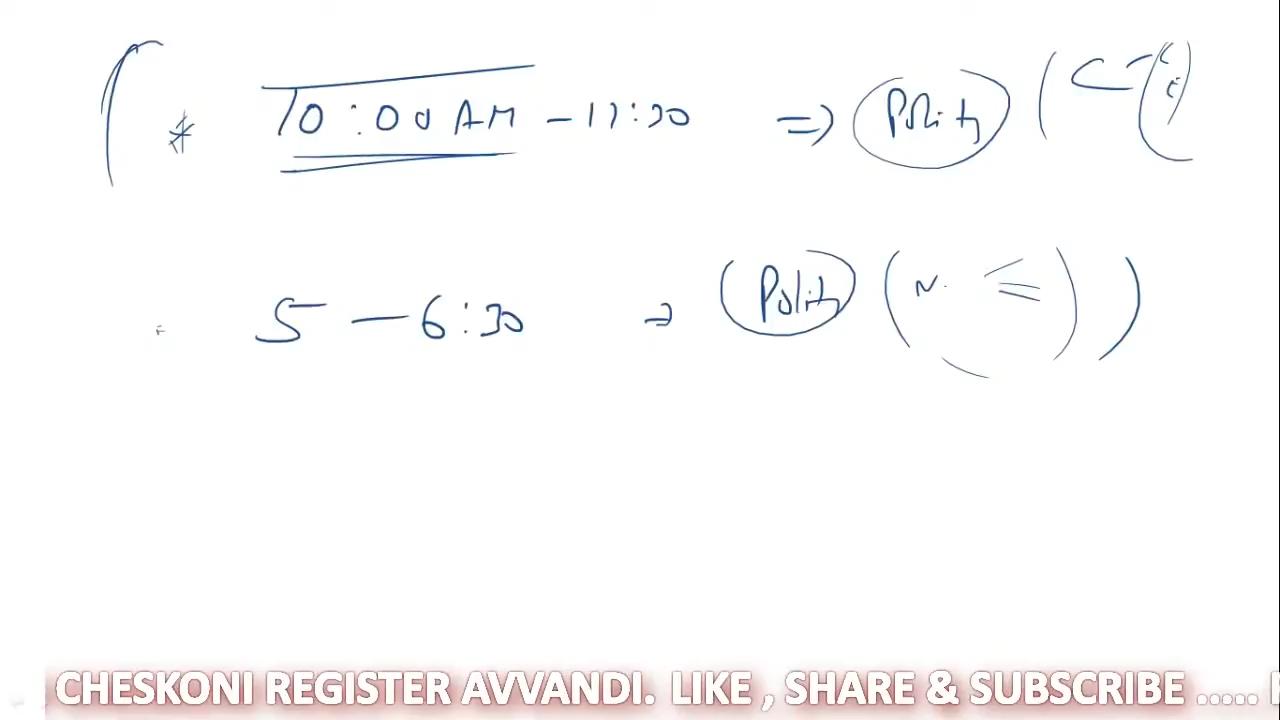 * 10:00 AM - 11:30 => Polity (
5 - 6:30 => (Polity) (N.
CHESKONI REGISTER AVVANDI. LIKE , SHARE & SUBSCRIBE .....